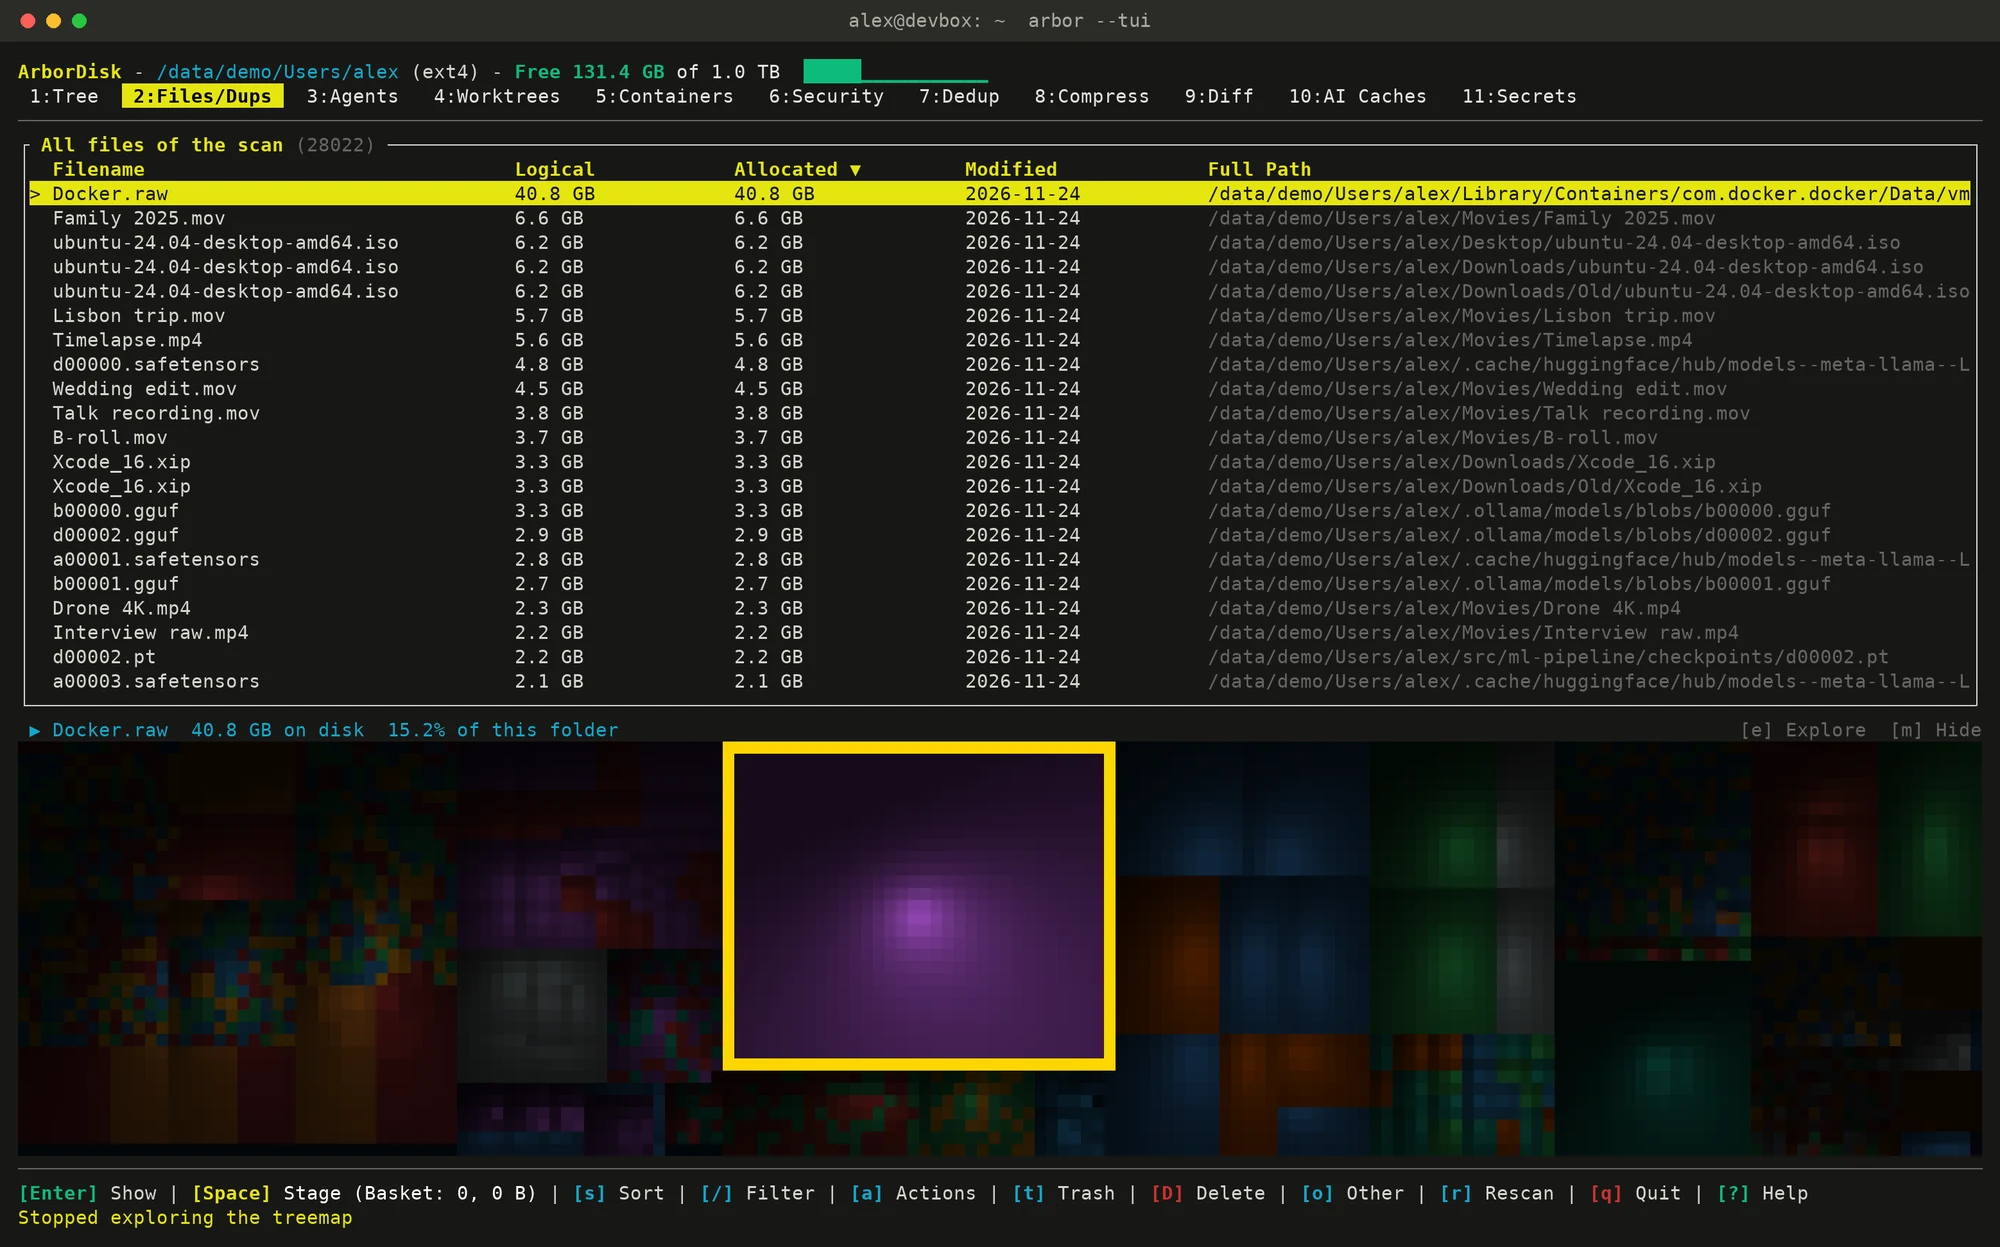 alex@devbox: ~  arbor --tui
ArborDisk - /data/demo/Users/alex (ext4) - Free 131.4 GB of 1.0 TB
1:Tree  2:Files/Dups  3:Agents  4:Worktrees  5:Containers  6:Security  7:Dedup  8:Compress  9:Diff  10:AI Caches  11:Secrets
All files of the scan (28022)
Filename  Logical  Allocated ▼  Modified  Full Path
> Docker.raw  40.8 GB  40.8 GB  2026-11-24  /data/demo/Users/alex/Library/Containers/com.docker.docker/Data/vm
Family 2025.mov  6.6 GB  6.6 GB  2026-11-24  /data/demo/Users/alex/Movies/Family 2025.mov
ubuntu-24.04-desktop-amd64.iso  6.2 GB  6.2 GB  2026-11-24  /data/demo/Users/alex/Desktop/ubuntu-24.04-desktop-amd64.iso
ubuntu-24.04-desktop-amd64.iso  6.2 GB  6.2 GB  2026-11-24  /data/demo/Users/alex/Downloads/ubuntu-24.04-desktop-amd64.iso
ubuntu-24.04-desktop-amd64.iso  6.2 GB  6.2 GB  2026-11-24  /data/demo/Users/alex/Downloads/Old/ubuntu-24.04-desktop-amd64.iso
Lisbon trip.mov  5.7 GB  5.7 GB  2026-11-24  /data/demo/Users/alex/Movies/Lisbon trip.mov
Timelapse.mp4  5.6 GB  5.6 GB  2026-11-24  /data/demo/Users/alex/Movies/Timelapse.mp4
d00000.safetensors  4.8 GB  4.8 GB  2026-11-24  /data/demo/Users/alex/.cache/huggingface/hub/models--meta-llama--L
Wedding edit.mov  4.5 GB  4.5 GB  2026-11-24  /data/demo/Users/alex/Movies/Wedding edit.mov
Talk recording.mov  3.8 GB  3.8 GB  2026-11-24  /data/demo/Users/alex/Movies/Talk recording.mov
B-roll.mov  3.7 GB  3.7 GB  2026-11-24  /data/demo/Users/alex/Movies/B-roll.mov
Xcode_16.xip  3.3 GB  3.3 GB  2026-11-24  /data/demo/Users/alex/Downloads/Xcode_16.xip
Xcode_16.xip  3.3 GB  3.3 GB  2026-11-24  /data/demo/Users/alex/Downloads/Old/Xcode_16.xip
b00000.gguf  3.3 GB  3.3 GB  2026-11-24  /data/demo/Users/alex/.ollama/models/blobs/b00000.gguf
d00002.gguf  2.9 GB  2.9 GB  2026-11-24  /data/demo/Users/alex/.ollama/models/blobs/d00002.gguf
a00001.safetensors  2.8 GB  2.8 GB  2026-11-24  /data/demo/Users/alex/.cache/huggingface/hub/models--meta-llama--L
b00001.gguf  2.7 GB  2.7 GB  2026-11-24  /data/demo/Users/alex/.ollama/models/blobs/b00001.gguf
Drone 4K.mp4  2.3 GB  2.3 GB  2026-11-24  /data/demo/Users/alex/Movies/Drone 4K.mp4
Interview raw.mp4  2.2 GB  2.2 GB  2026-11-24  /data/demo/Users/alex/Movies/Interview raw.mp4
d00002.pt  2.2 GB  2.2 GB  2026-11-24  /data/demo/Users/alex/src/ml-pipeline/checkpoints/d00002.pt
a00003.safetensors  2.1 GB  2.1 GB  2026-11-24  /data/demo/Users/alex/.cache/huggingface/hub/models--meta-llama--L
▶ Docker.raw  40.8 GB on disk  15.2% of this folder  [e] Explore  [m] Hide
[Enter] Show | [Space] Stage (Basket: 0, 0 B) | [s] Sort | [/] Filter | [a] Actions | [t] Trash | [D] Delete | [o] Other | [r] Rescan | [q] Quit | [?] Help
Stopped exploring the treemap